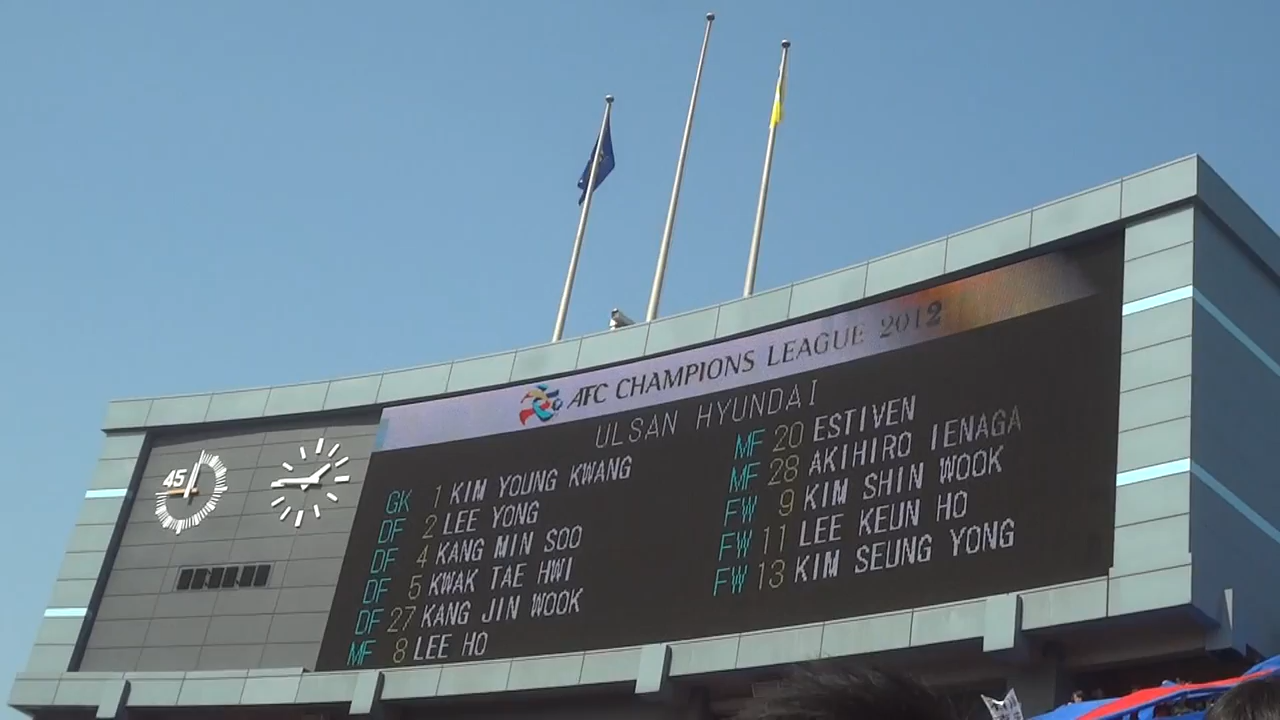 45
AFC CHAMPIONS LEAGUE 2012
ULSAN HYUNDAI
GK 1 KIM YOUNG KWANG
DF 2 LEE YONG
DF 4 KANG MIN SOO
DF 5 KWAK TAE HWI
DF 27 KANG JIN WOOK
MF 8 LEE HO
MF 20 ESTIVEN
MF 28 AKIHIRO IENAGA
FW 9 KIM SHIN WOOK
FW 11 LEE KEUN HO
FW 13 KIM SEUNG YONG